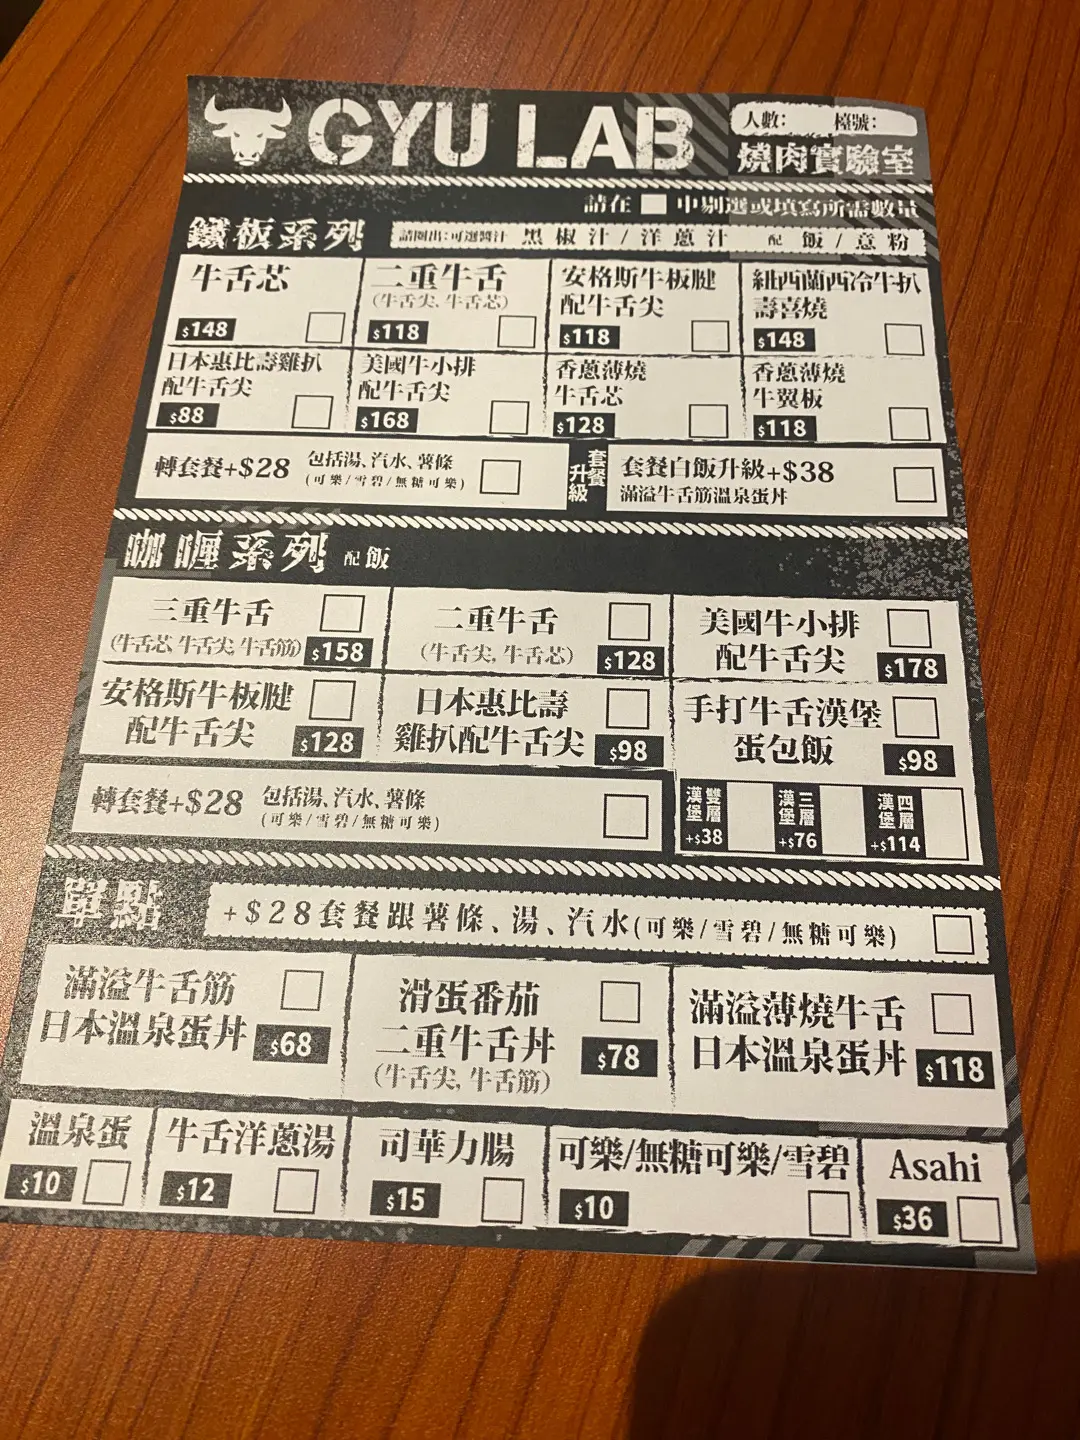 GYU LAB
人數: 檯號:
燒肉實驗室
請在 中剔選或填寫所需數量
鐵板系列
請圈出:可選醬汁 黑椒汁/洋蔥汁 配 飯/意粉
牛舌芯
$148
二重牛舌
(牛舌尖, 牛舌芯)
$118
安格斯牛板腱
配牛舌尖
$118
紐西蘭西冷牛扒
壽喜燒
$148
日本惠比壽雞扒
配牛舌尖
$88
美國牛小排
配牛舌尖
$168
香蔥薄燒
牛舌芯
$128
香蔥薄燒
牛翼板
$118
轉套餐+$28
包括湯、汽水、薯條
(可樂/雪碧/無糖可樂)
套餐
升級
套餐白飯升級+$38
滿溢牛舌筋溫泉蛋丼
咖喱系列 配飯
三重牛舌
(牛舌芯, 牛舌尖, 牛舌筋)
$158
二重牛舌
(牛舌尖, 牛舌芯)
$128
美國牛小排
配牛舌尖
$178
安格斯牛板腱
配牛舌尖
$128
日本惠比壽
雞扒配牛舌尖
$98
手打牛舌漢堡
蛋包飯
$98
轉套餐+$28
包括湯、汽水、薯條
(可樂/雪碧/無糖可樂)
雙層
漢堡
+$38
三層
漢堡
+$76
四層
漢堡
+$114
單點
+$28套餐跟薯條、湯、汽水(可樂/雪碧/無糖可樂)
滿溢牛舌筋
日本溫泉蛋丼
$68
滑蛋番茄
二重牛舌丼
(牛舌尖, 牛舌筋)
$78
滿溢薄燒牛舌
日本溫泉蛋丼
$118
溫泉蛋
$10
牛舌洋蔥湯
$12
司華力腸
$15
可樂/無糖可樂/雪碧
$10
Asahi
$36